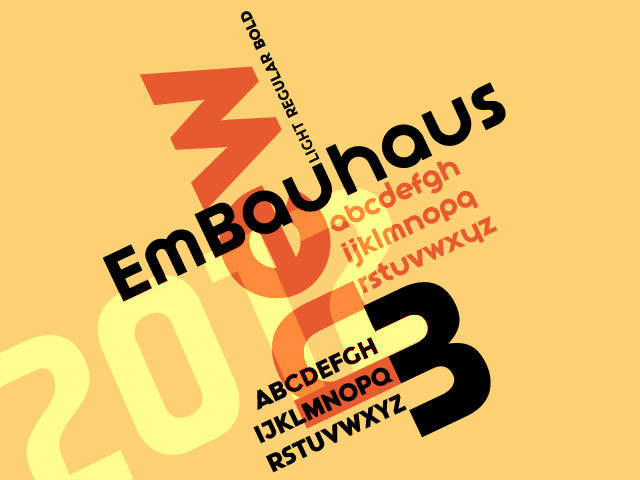 LIGHT REGULAR BOLD
EmBauhaus
abcdefgh
ijklmnopq
rstuvwxyz
2012
ABCDEFGH
IJKLMNOPQ
RSTUVWXYZ